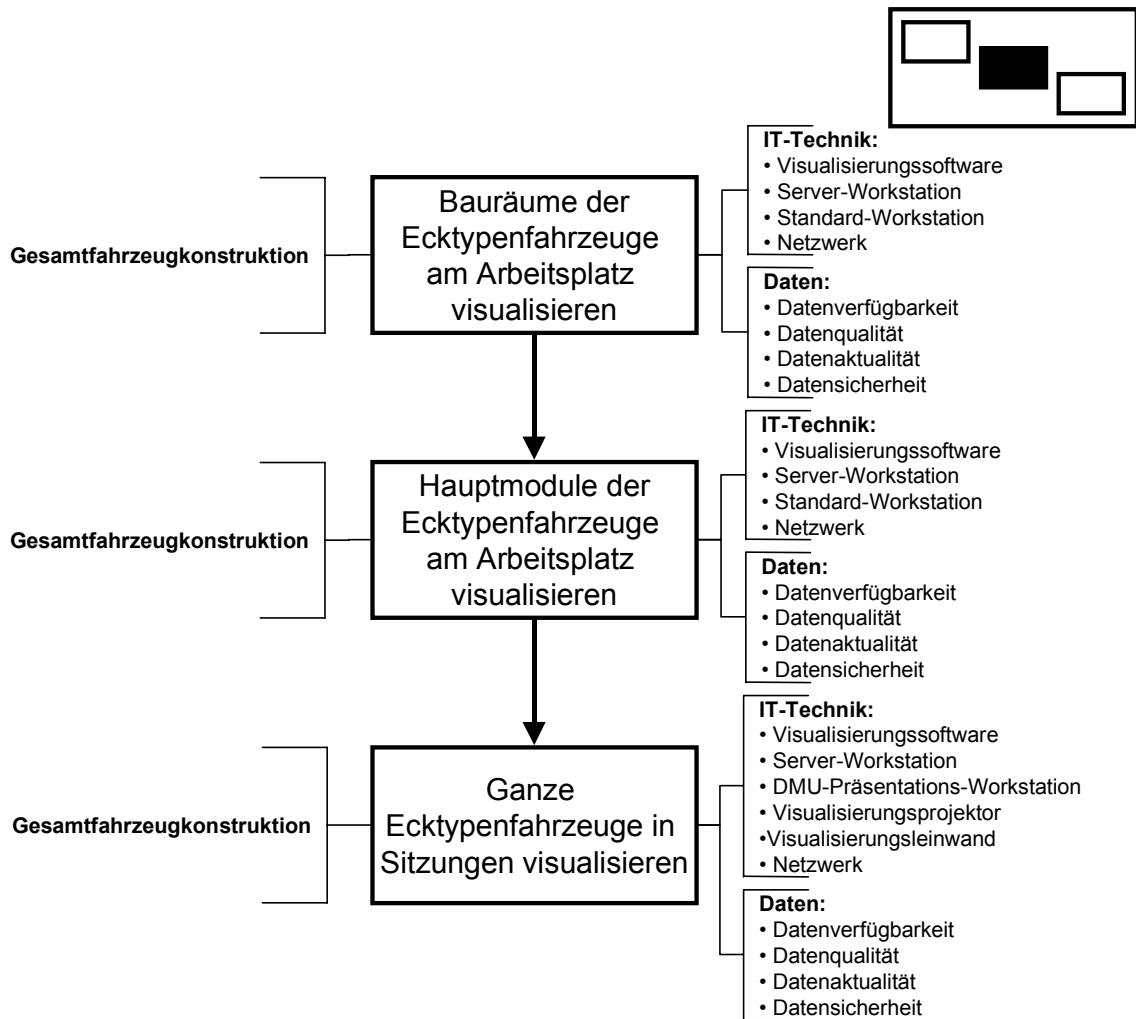 IT-Technik:
• Visualisierungssoftware
• Server-Workstation
• Standard-Workstation
• Netzwerk
Gesamtfahrzeugkonstruktion
Bauräume der
Ecktypenfahrzeuge
am Arbeitsplatz
visualisieren
Daten:
• Datenverfügbarkeit
• Datenqualität
• Datenaktualität
• Datensicherheit
IT-Technik:
• Visualisierungssoftware
• Server-Workstation
• Standard-Workstation
• Netzwerk
Gesamtfahrzeugkonstruktion
Hauptmodule der
Ecktypenfahrzeuge
am Arbeitsplatz
visualisieren
Daten:
• Datenverfügbarkeit
• Datenqualität
• Datenaktualität
• Datensicherheit
IT-Technik:
• Visualisierungssoftware
• Server-Workstation
• DMU-Präsentations-Workstation
• Visualisierungsprojektor
•Visualisierungsleinwand
• Netzwerk
Gesamtfahrzeugkonstruktion
Ganze
Ecktypenfahrzeuge in
Sitzungen visualisieren
Daten:
• Datenverfügbarkeit
• Datenqualität
• Datenaktualität
• Datensicherheit